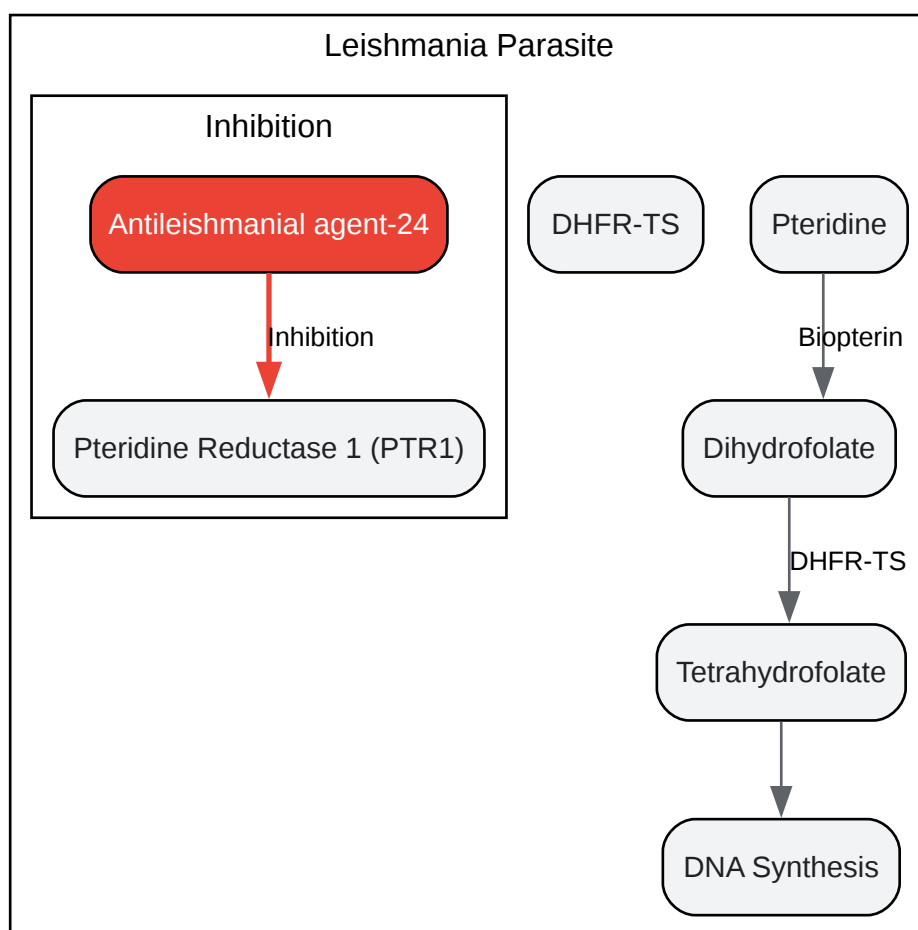 Leishmania Parasite
Inhibition
Antileishmanial agent-24
DHFR-TS
Pteridine
Inhibition
Biopterin
Pteridine Reductase 1 (PTR1)
Dihydrofolate
DHFR-TS
Tetrahydrofolate
DNA Synthesis